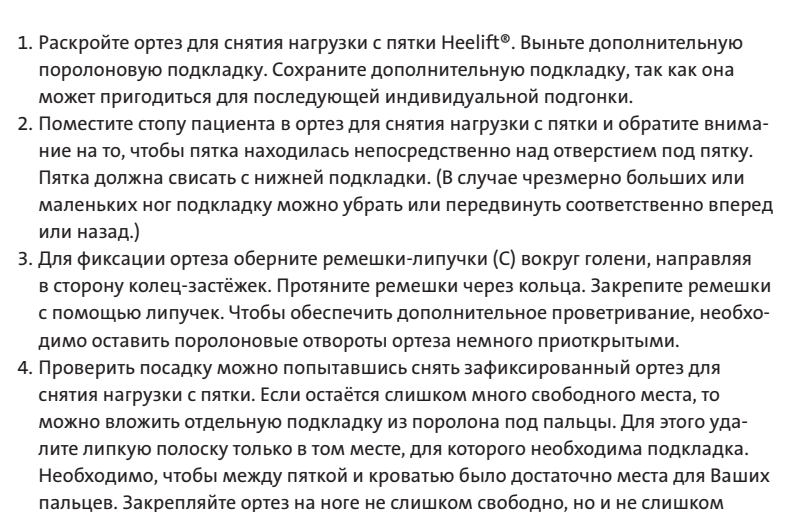 1. Раскройте ортез для снятия нагрузки с пятки Heelift®. Выньте дополнительную
поролоновую подкладку. Сохраните дополнительную подкладку, так как она
может пригодиться для последующей индивидуальной подгонки.
2. Поместите стопу пациента в ортез для снятия нагрузки с пятки и обратите внима-
ние на то, чтобы пятка находилась непосредственно над отверстием под пятку.
Пятка должна свисать с нижней подкладки. (В случае чрезмерно больших или
маленьких ног подкладку можно убрать или передвинуть соответственно вперед
или назад.)
3. Для фиксации ортеза оберните ремешки-липучки (C) вокруг голени, направляя
в сторону колец-застёжек. Протяните ремешки через кольца. Закрепите ремешки
с помощью липучек. Чтобы обеспечить дополнительное проветривание, необхо-
димо оставить поролоновые отвороты ортеза немного приоткрытыми.
4. Проверить посадку можно попытавшись снять зафиксированный ортез для
снятия нагрузки с пятки. Если остаётся слишком много свободного места, то
можно вложить отдельную подкладку из поролона под пальцы. Для этого уда-
лите липкую полоску только в том месте, для которого необходима подкладка.
Необходимо, чтобы между пяткой и кроватью было достаточно места для Ваших
пальцев. Закрепляйте ортез на ноге не слишком свободно, но и не слишком